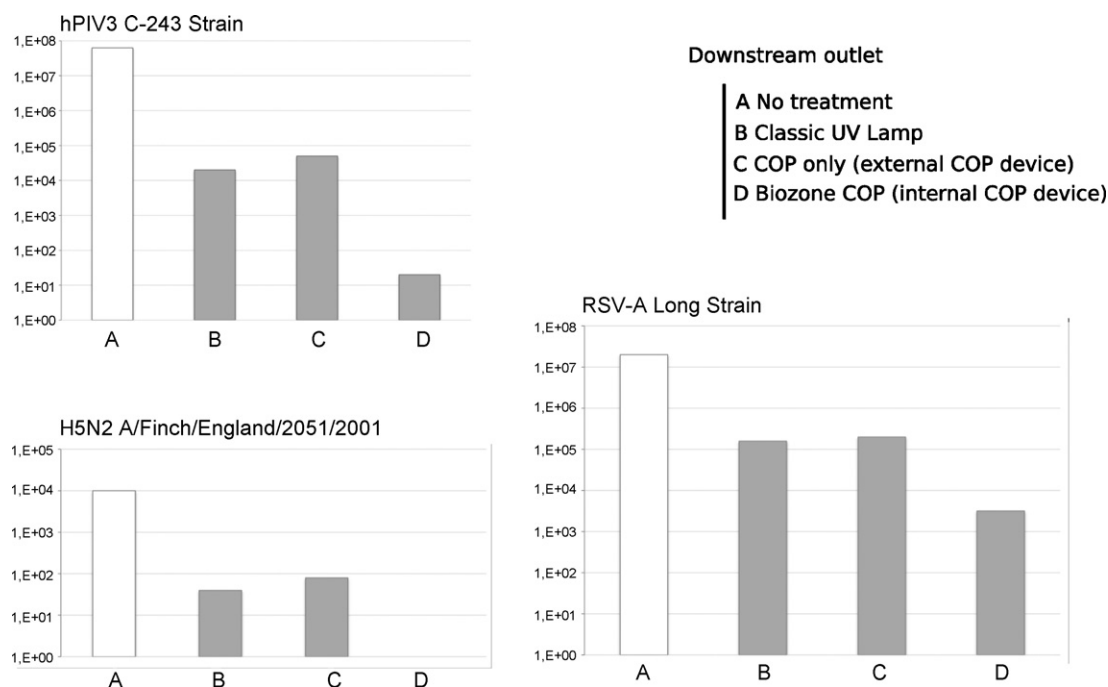 hPIV3 C-243 Strain
1,E+08
1,E+07
1,E+06
1,E+05
1,E+04
1,E+03
1,E+02
1,E+01
1,E+00
A B C D
Downstream outlet
A No treatment
B Classic UV Lamp
C COP only (external COP device)
D Biozone COP (internal COP device)
H5N2 A/Finch/England/2051/2001
1,E+05
1,E+04
1,E+03
1,E+02
1,E+01
1,E+00
A B C D
RSV-A Long Strain
1,E+08
1,E+07
1,E+06
1,E+05
1,E+04
1,E+03
1,E+02
1,E+01
1,E+00
A B C D